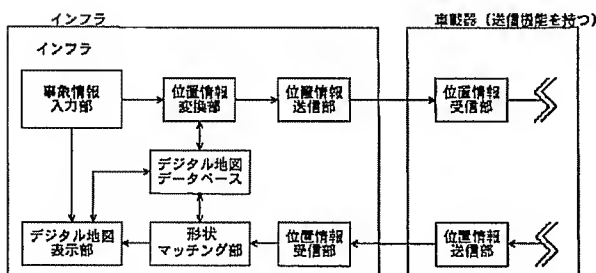 インフラ
車載器（送信機能を持つ）
インフラ
事象情報
入力部
位置情報
変換部
位置情報
送信部
位置情報
受信部
デジタル地図
データベース
デジタル地図
表示部
形状
マッチング部
位置情報
受信部
位置情報
送信部